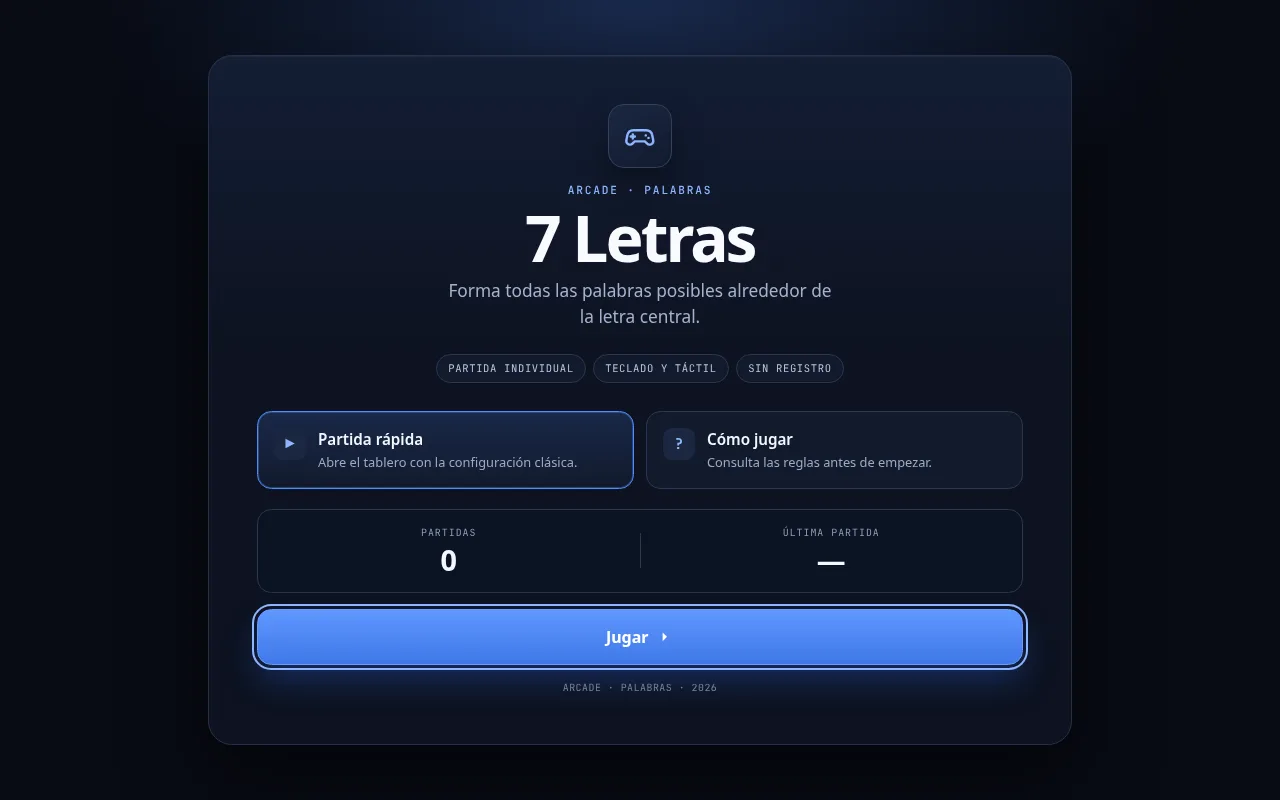 ARCADE · PALABRAS
7 Letras
Forma todas las palabras posibles alrededor de
la letra central.
PARTIDA INDIVIDUAL
TECLADO Y TÁCTIL
SIN REGISTRO
Partida rápida
Abre el tablero con la configuración clásica.
?
Cómo jugar
Consulta las reglas antes de empezar.
PARTIDAS
0
ÚLTIMA PARTIDA
—
Jugar
ARCADE · PALABRAS · 2026